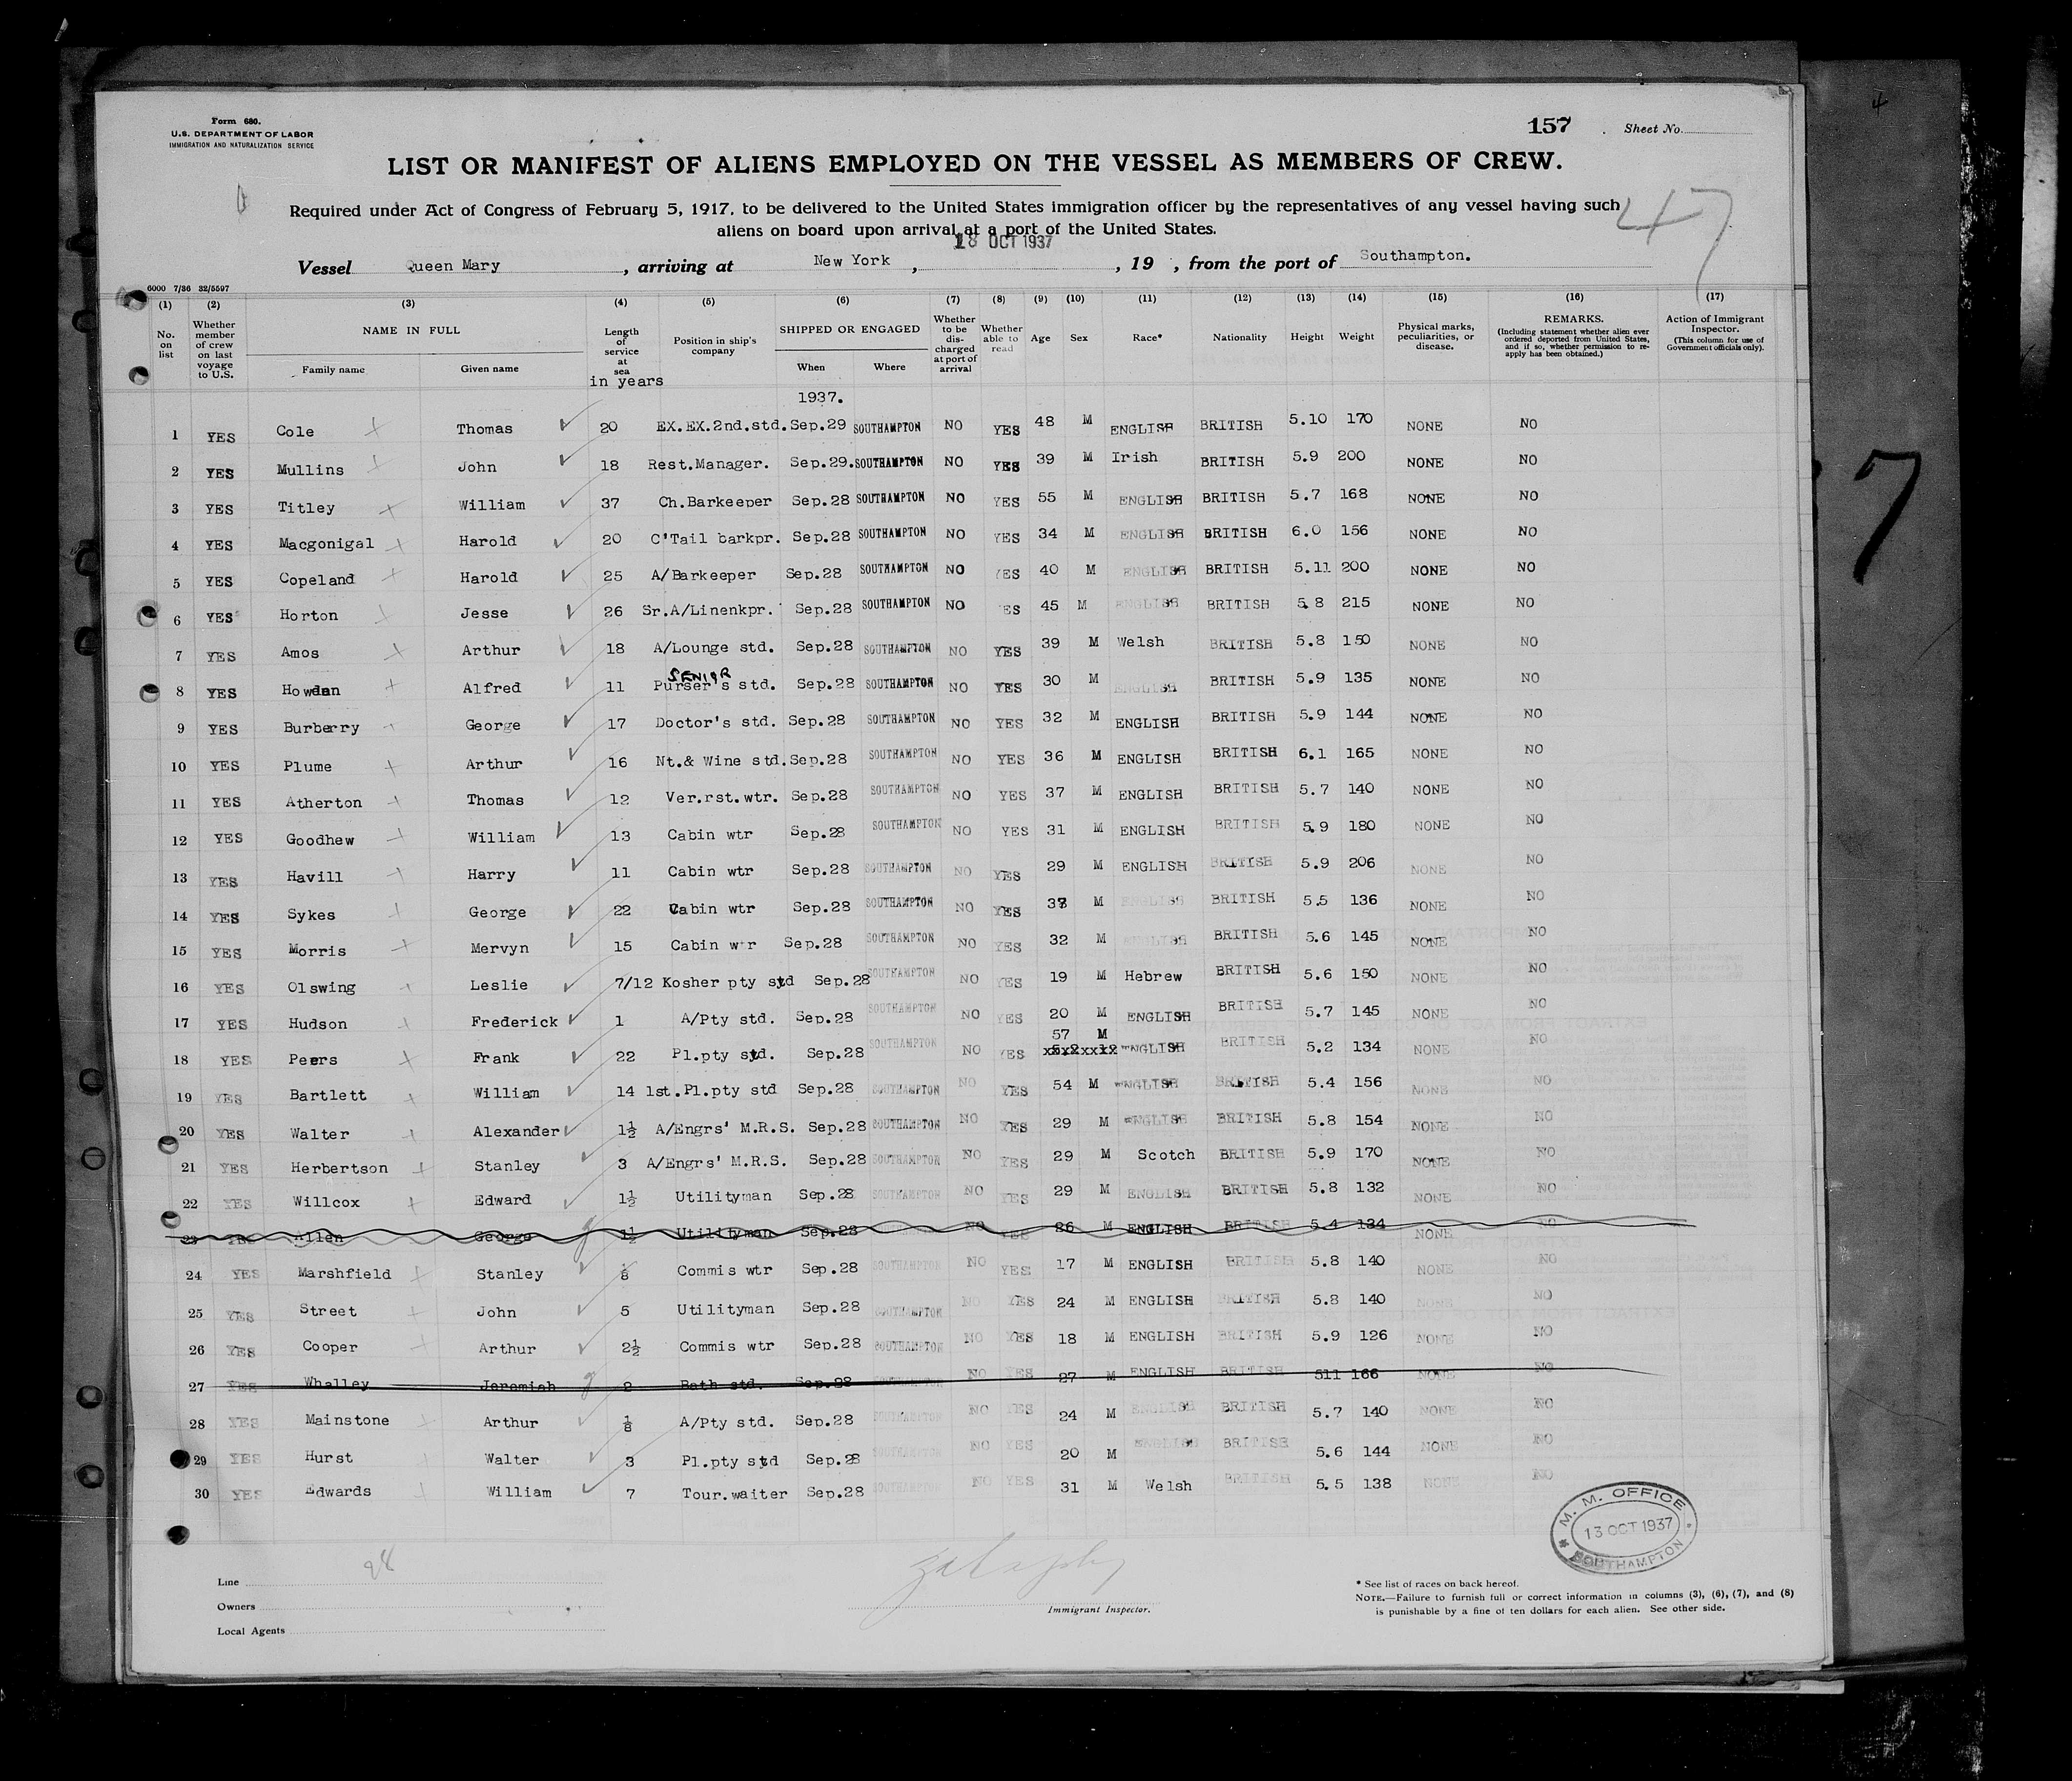 Form 680.
U.S. DEPARTMENT OF LABOR
IMMIGRATION AND NATURALIZATION SERVICE
157 Sheet No.
LIST OR MANIFEST OF ALIENS EMPLOYED ON THE VESSEL AS MEMBERS OF CREW.
Required under Act of Congress of February 5, 1917, to be delivered to the United States immigration officer by the representatives of any vessel having such
aliens on board upon arrival at a port of the United States.
47
18 OCT 1937
Vessel Queen Mary, arriving at New York, , 19 , from the port of Southampton.
6000 7/36 32/5597
(1) (2) (3) (4) (5) (6) (7) (8) (9) (10) (11) (12) (13) (14) (15) (16) (17)
No. on list
Whether member of crew on last voyage to U.S.
NAME IN FULL
Family name
Given name
Length of service at sea
in years
Position in ship's company
SHIPPED OR ENGAGED
When
Where
1937.
Whether to be discharged at port of arrival
Whether able to read
Age
Sex
Race*
Nationality
Height
Weight
Physical marks, peculiarities, or disease.
REMARKS.
(Including statement whether alien ever ordered deported from United States, and if so, whether permission to re-apply has been obtained.)
Action of Immigrant Inspector.
(This column for use of Government officials only).
1 YES Cole Thomas 20 EX.EX.2nd.std. Sep.29 SOUTHAMPTON NO YES 48 M ENGLISH BRITISH 5.10 170 NONE NO
2 YES Mullins John 18 Rest.Manager. Sep.29. SOUTHAMPTON NO YES 39 M Irish BRITISH 5.9 200 NONE NO
3 YES Titley William 37 Ch.Barkeeper Sep.28 SOUTHAMPTON NO YES 55 M ENGLISH BRITISH 5.7 168 NONE NO
4 YES Macgonigal Harold 20 C'Tail barkpr. Sep.28 SOUTHAMPTON NO YES 34 M ENGLISH BRITISH 6.0 156 NONE NO
5 YES Copeland Harold 25 A/Barkeeper Sep.28 SOUTHAMPTON NO YES 40 M ENGLISH BRITISH 5.11 200 NONE NO
6 YES Horton Jesse 26 Sr.A/Linenkpr. Sep.28 SOUTHAMPTON NO YES 45 M ENGLISH BRITISH 5.8 215 NONE NO
7 YES Amos Arthur 18 A/Lounge std. Sep.28 SOUTHAMPTON NO YES 39 M Welsh BRITISH 5.8 150 NONE NO
SENIOR
8 YES Howdan Alfred 11 Purser's std. Sep.28 SOUTHAMPTON NO YES 30 M ENGLISH BRITISH 5.9 135 NONE NO
9 YES Burberry George 17 Doctor's std. Sep.28 SOUTHAMPTON NO YES 32 M ENGLISH BRITISH 5.9 144 NONE NO
10 YES Plume Arthur 16 Nt.& Wine std. Sep.28 SOUTHAMPTON NO YES 36 M ENGLISH BRITISH 6.1 165 NONE NO
11 YES Atherton Thomas 12 Ver.rst.wtr. Sep.28 SOUTHAMPTON NO YES 37 M ENGLISH BRITISH 5.7 140 NONE NO
12 YES Goodhew William 13 Cabin wtr Sep.28 SOUTHAMPTON NO YES 31 M ENGLISH BRITISH 5.9 180 NONE NO
13 YES Havill Harry 11 Cabin wtr Sep.28 SOUTHAMPTON NO YES 29 M ENGLISH BRITISH 5.9 206 NONE NO
14 YES Sykes George 22 Cabin wtr Sep.28 SOUTHAMPTON NO YES 38 M ENGLISH BRITISH 5.5 136 NONE NO
15 YES Morris Mervyn 15 Cabin wtr Sep.28 SOUTHAMPTON NO YES 32 M ENGLISH BRITISH 5.6 145 NONE NO
16 YES Olswing Leslie 7/12 Kosher pty std Sep.28 SOUTHAMPTON NO YES 19 M Hebrew BRITISH 5.6 150 NONE NO
17 YES Hudson Frederick 1 A/Pty std. Sep.28 SOUTHAMPTON NO YES 20 M ENGLISH BRITISH 5.7 145 NONE NO
18 YES Peers Frank 22 Pl.pty std. Sep.28 SOUTHAMPTON NO YES 57 M ENGLISH BRITISH 5.2 134 NONE NO
19 YES Bartlett William 14 1st.Pl.pty std Sep.28 SOUTHAMPTON NO YES 54 M ENGLISH BRITISH 5.4 156 NONE NO
20 YES Walter Alexander 1½ A/Engrs' M.R.S. Sep.28 SOUTHAMPTON NO YES 29 M ENGLISH BRITISH 5.8 154 NONE NO
21 YES Herbertson Stanley 3 A/Engrs' M.R.S. Sep.28 SOUTHAMPTON NO YES 29 M Scotch BRITISH 5.9 170 NONE NO
22 YES Willcox Edward 1½ Utilityman Sep.28 SOUTHAMPTON NO YES 29 M ENGLISH BRITISH 5.8 132 NONE NO
23 YES Allen George 1½ Utilityman Sep.28 NO YES 26 M ENGLISH BRITISH 5.4 134 NONE NO
24 YES Marshfield Stanley 1/8 Commis wtr Sep.28 SOUTHAMPTON NO YES 17 M ENGLISH BRITISH 5.8 140 NONE NO
25 YES Street John 5 Utilityman Sep.28 SOUTHAMPTON NO YES 24 M ENGLISH BRITISH 5.8 140 NONE NO
26 YES Cooper Arthur 2½ Commis wtr Sep.28 SOUTHAMPTON NO YES 18 M ENGLISH BRITISH 5.9 126 NONE NO
27 YES Whalley Jeremiah 2 Bath std. Sep.28 SOUTHAMPTON NO YES 27 M ENGLISH BRITISH 511 166 NONE NO
28 YES Mainstone Arthur 1/8 A/Pty std. Sep.28 SOUTHAMPTON NO YES 24 M ENGLISH BRITISH 5.7 140 NONE NO
29 YES Hurst Walter 3 Pl.pty std Sep.28 SOUTHAMPTON NO YES 20 M ENGLISH BRITISH 5.6 144 NONE NO
30 YES Edwards William 7 Tour.waiter Sep.28 SOUTHAMPTON NO YES 31 M Welsh BRITISH 5.5 138 NONE NO
M. M. OFFICE
13 OCT 1937
SOUTHAMPTON
28
Line
Owners
Local Agents
Immigrant Inspector.
* See list of races on back hereof.
NOTE.—Failure to furnish full or correct information in columns (3), (6), (7), and (8)
is punishable by a fine of ten dollars for each alien. See other side.
7